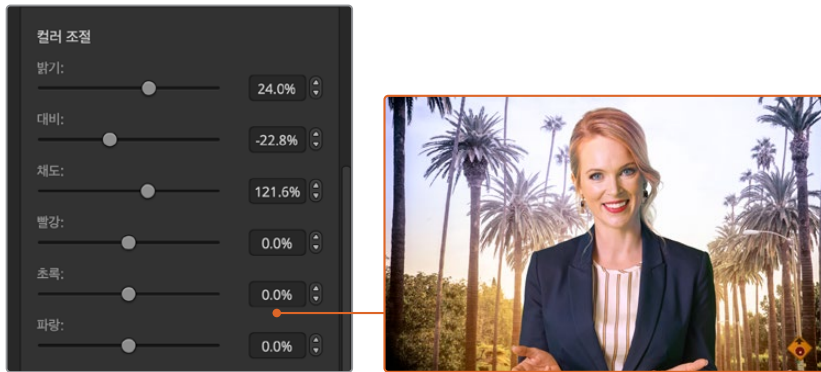 컬러 조절
밝기:
24.0%
대비:
-22.8%
채도:
121.6%
빨강:
0.0%
초록:
0.0%
파랑:
0.0%